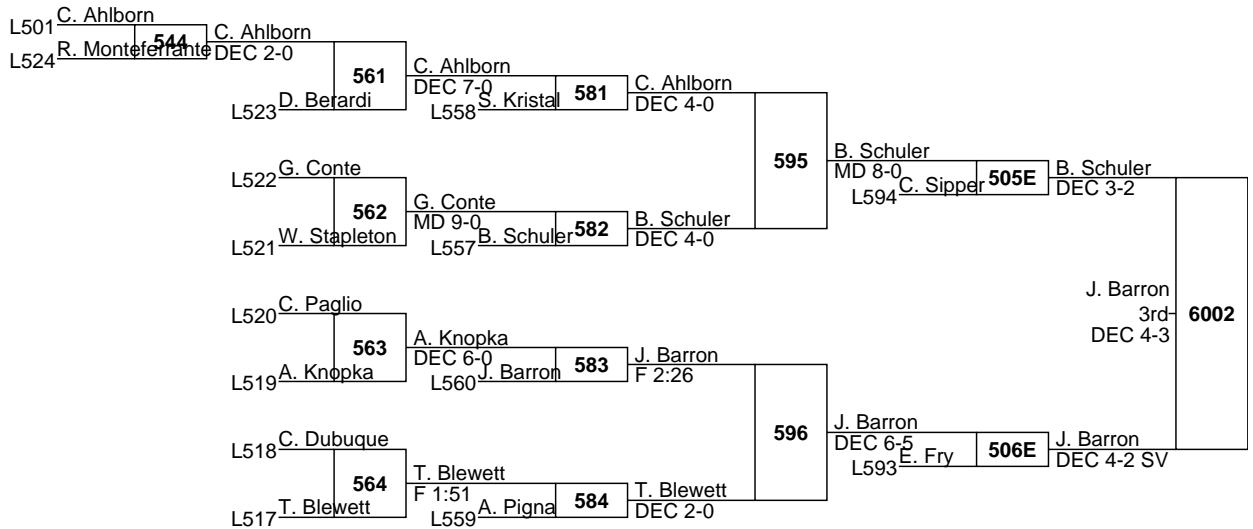 L501 C. Ahlborn
L524 R. Monteferrante
544
C. Ahlborn
DEC 2-0
L523 D. Berardi
561
C. Ahlborn
DEC 7-0
L558 S. Kristal
581
C. Ahlborn
DEC 4-0
L522 G. Conte
L521 W. Stapleton
562
G. Conte
MD 9-0
L557 B. Schuler
582
B. Schuler
DEC 4-0
595
B. Schuler
MD 8-0
L594 C. Sipper
505E
B. Schuler
DEC 3-2
L520 C. Paglio
L519 A. Knopka
563
A. Knopka
DEC 6-0
L560 J. Barron
583
J. Barron
F 2:26
L518 C. Dubuque
L517 T. Blewett
564
T. Blewett
F 1:51
L559 A. Pigna
584
T. Blewett
DEC 2-0
596
J. Barron
DEC 6-5
L593 E. Fry
506E
J. Barron
DEC 4-2 SV
6002
J. Barron
3rd
DEC 4-3